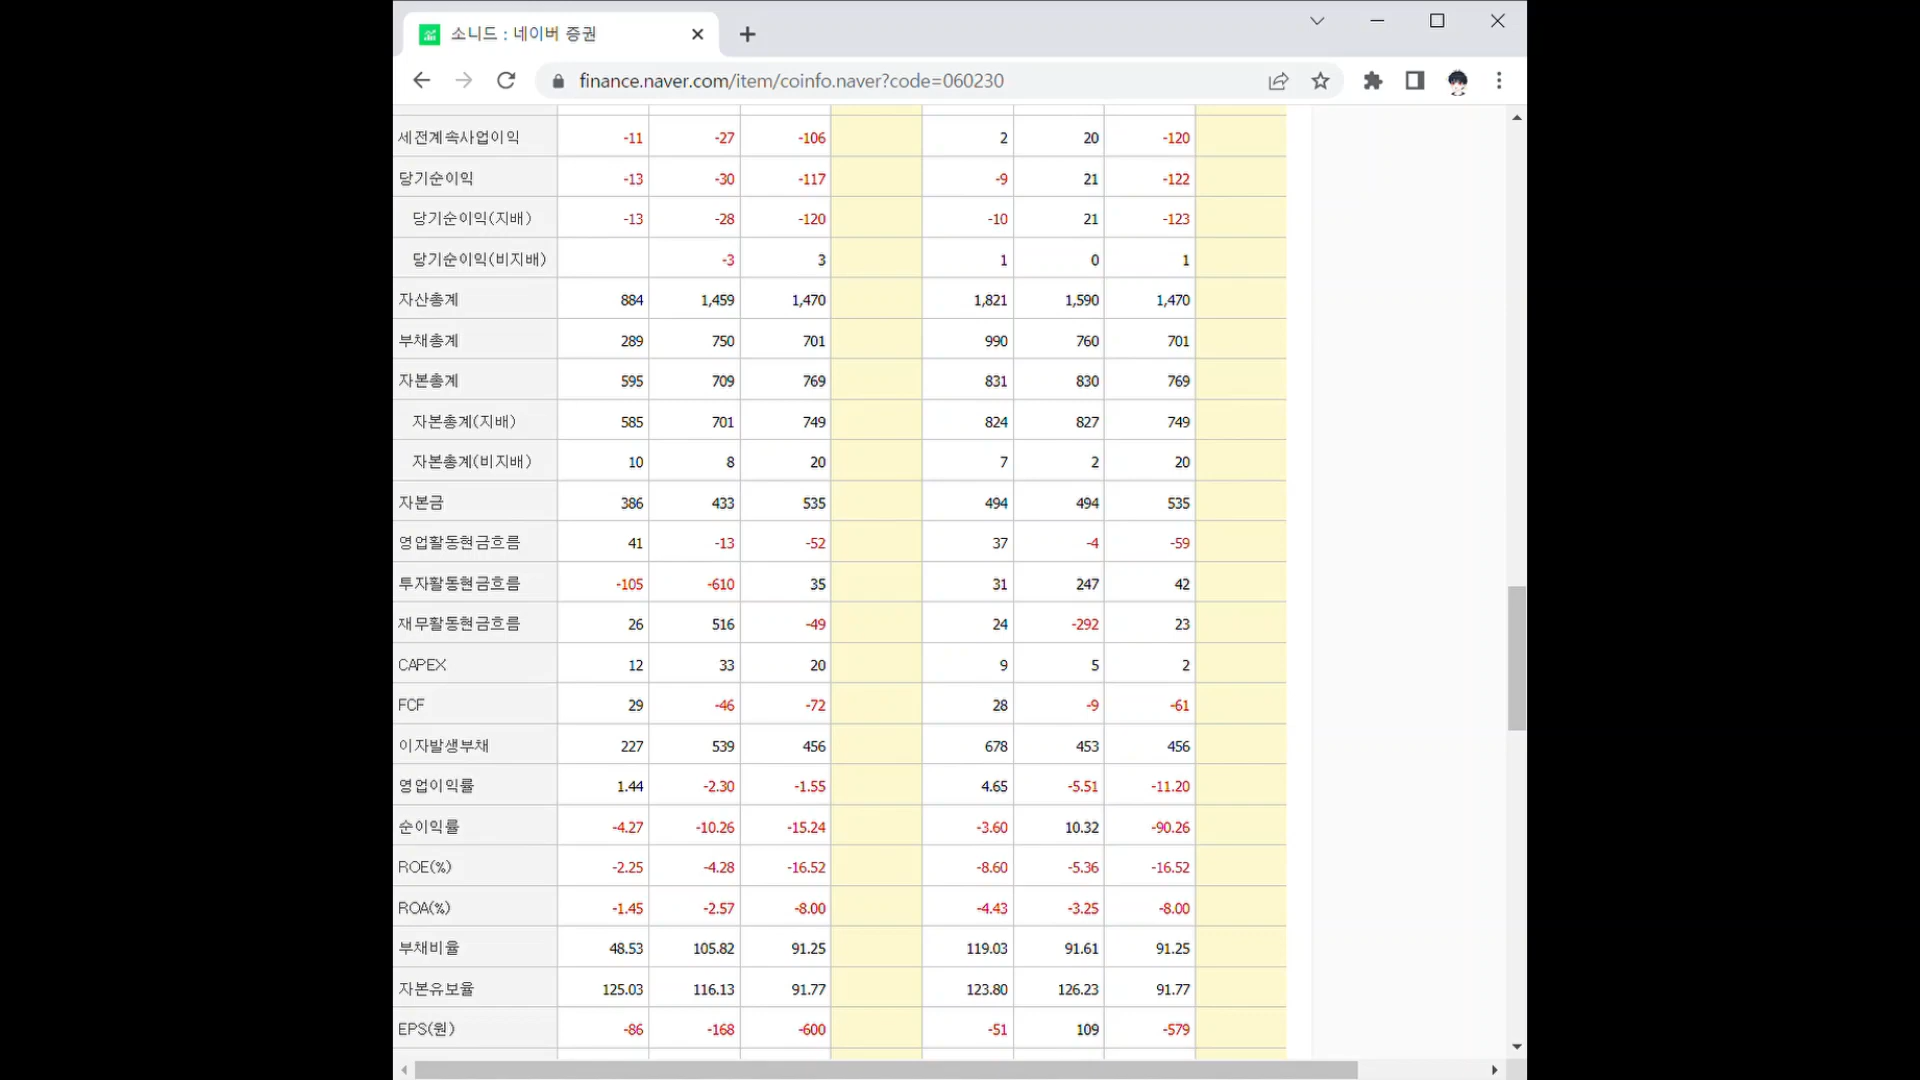 소니드 : 네이버 증권
finance.naver.com/item/coinfo.naver?code=060230
세전계속사업이익 -11 -27 -106 2 20 -120
당기순이익 -13 -30 -117 -9 21 -122
당기순이익(지배) -13 -28 -120 -10 21 -123
당기순이익(비지배) -3 3 1 0 1
자산총계 884 1,459 1,470 1,821 1,590 1,470
부채총계 289 750 701 990 760 701
자본총계 595 709 769 831 830 769
자본총계(지배) 585 701 749 824 827 749
자본총계(비지배) 10 8 20 7 2 20
자본금 386 433 535 494 494 535
영업활동현금흐름 41 -13 -52 37 -4 -59
투자활동현금흐름 -105 -610 35 31 247 42
재무활동현금흐름 26 516 -49 24 -292 23
CAPEX 12 33 20 9 5 2
FCF 29 -46 -72 28 -9 -61
이자발생부채 227 539 456 678 453 456
영업이익률 1.44 -2.30 -1.55 4.65 -5.51 -11.20
순이익률 -4.27 -10.26 -15.24 -3.60 10.32 -90.26
ROE(%) -2.25 -4.28 -16.52 -8.60 -5.36 -16.52
ROA(%) -1.45 -2.57 -8.00 -4.43 -3.25 -8.00
부채비율 48.53 105.82 91.25 119.03 91.61 91.25
자본유보율 125.03 116.13 91.77 123.80 126.23 91.77
EPS(원) -86 -168 -600 -51 109 -579